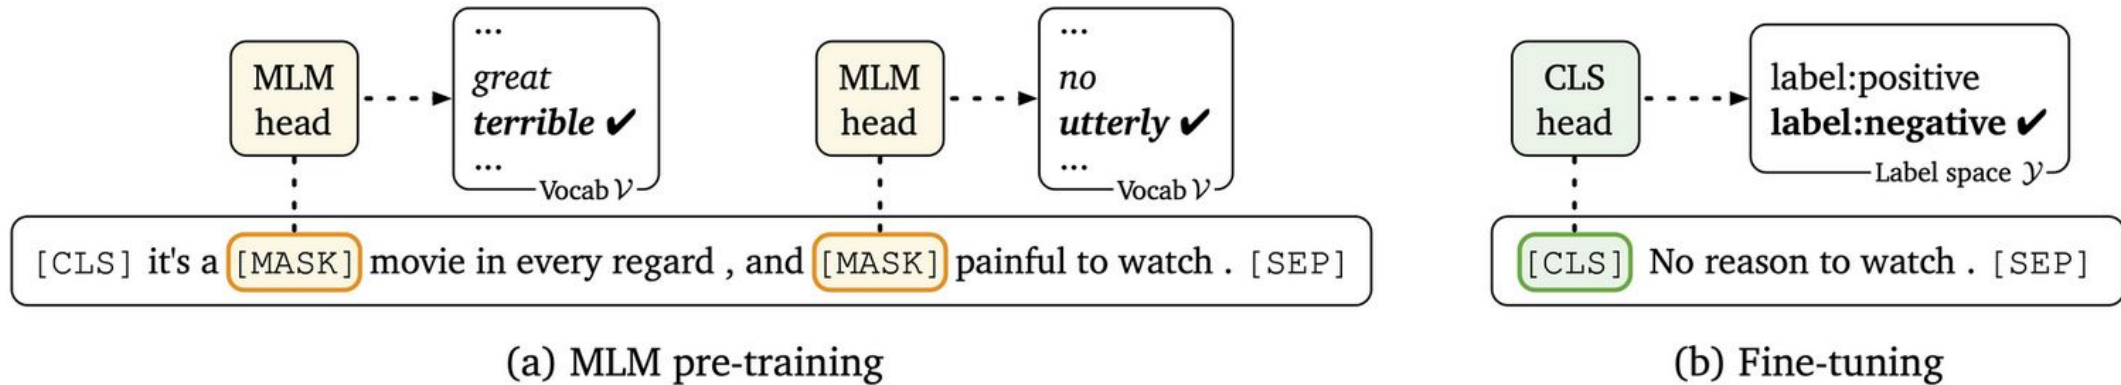 MLM
head
...
great
terrible ✔
...
Vocab 𝒱
MLM
head
...
no
utterly ✔
...
Vocab 𝒱
[CLS] it's a [MASK] movie in every regard , and [MASK] painful to watch . [SEP]
(a) MLM pre-training
CLS
head
label:positive
label:negative ✔
Label space 𝒴
[CLS] No reason to watch . [SEP]
(b) Fine-tuning